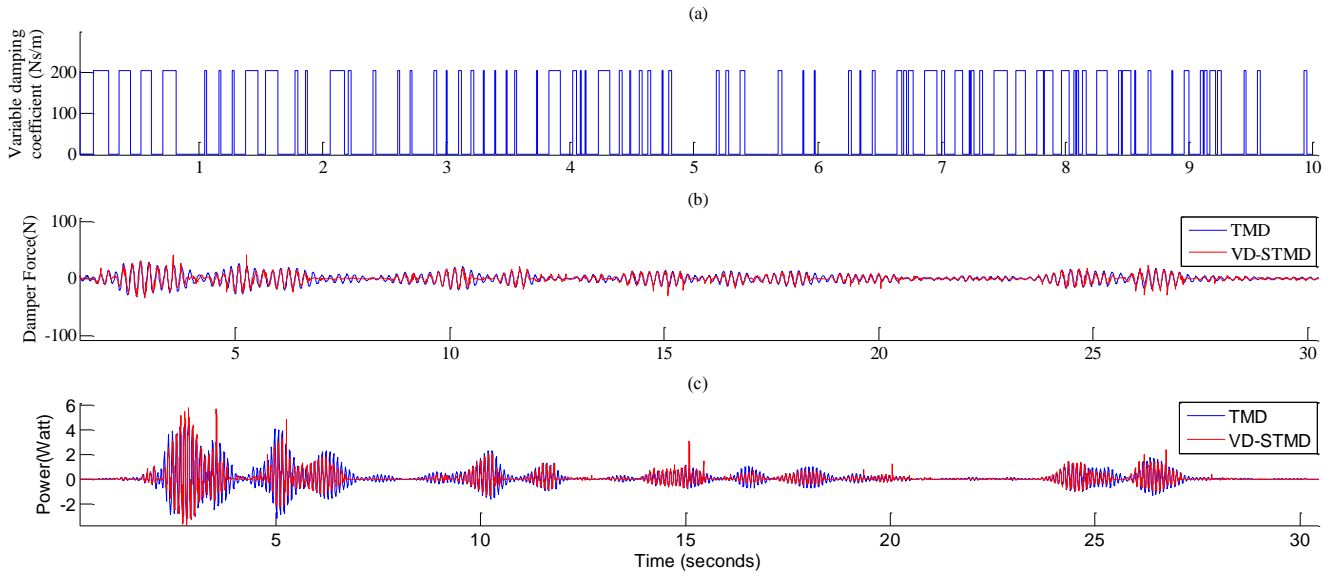 (a)
Variable damping
coefficient (Ns/m)
200
100
0
1 2 3 4 5 6 7 8 9 10
(b)
Damper Force(N)
100
0
-100
TMD
VD-STMD
5 10 15 20 25 30
(c)
Power(Watt)
6
4
2
0
-2
TMD
VD-STMD
5 10 15 20 25 30
Time (seconds)